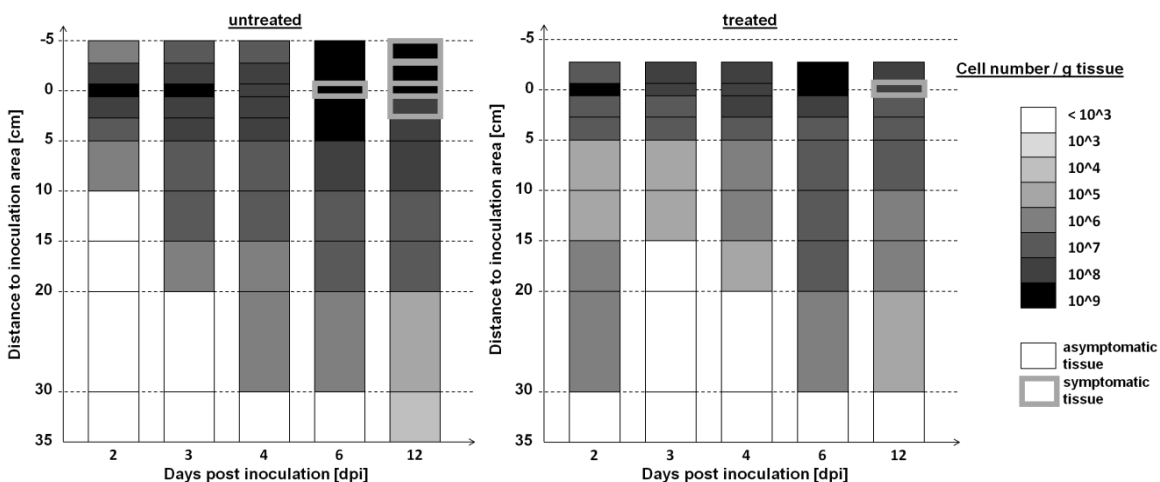 untreated
-5
0
5
10
15
20
30
35
Distance to inoculation area [cm]
2 3 4 6 12
Days post inoculation [dpi]
treated
-5
0
5
10
15
20
30
35
Distance to inoculation area [cm]
2 3 4 6 12
Days post inoculation [dpi]
Cell number / g tissue
< 10^3
10^3
10^4
10^5
10^6
10^7
10^8
10^9
asymptomatic
tissue
symptomatic
tissue